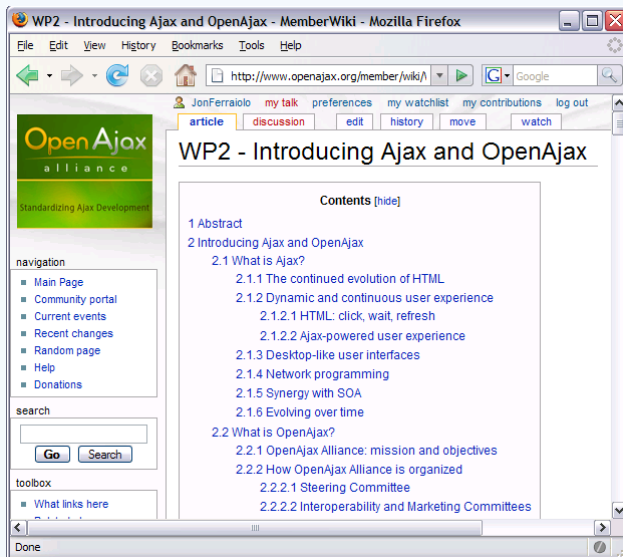 WP2 - Introducing Ajax and OpenAjax - MemberWiki - Mozilla Firefox
File Edit View History Bookmarks Tools Help
http://www.openajax.org/member/wiki/ G Google
JonFerraiolo my talk preferences my watchlist my contributions log out
article discussion edit history move watch
OpenAjax
alliance
Standardizing Ajax Development
navigation
Main Page
Community portal
Current events
Recent changes
Random page
Help
Donations
search
Go Search
toolbox
What links here
WP2 - Introducing Ajax and OpenAjax
Contents [hide]
1 Abstract
2 Introducing Ajax and OpenAjax
2.1 What is Ajax?
2.1.1 The continued evolution of HTML
2.1.2 Dynamic and continuous user experience
2.1.2.1 HTML: click, wait, refresh
2.1.2.2 Ajax-powered user experience
2.1.3 Desktop-like user interfaces
2.1.4 Network programming
2.1.5 Synergy with SOA
2.1.6 Evolving over time
2.2 What is OpenAjax?
2.2.1 OpenAjax Alliance: mission and objectives
2.2.2 How OpenAjax Alliance is organized
2.2.2.1 Steering Committee
2.2.2.2 Interoperability and Marketing Committees
Done